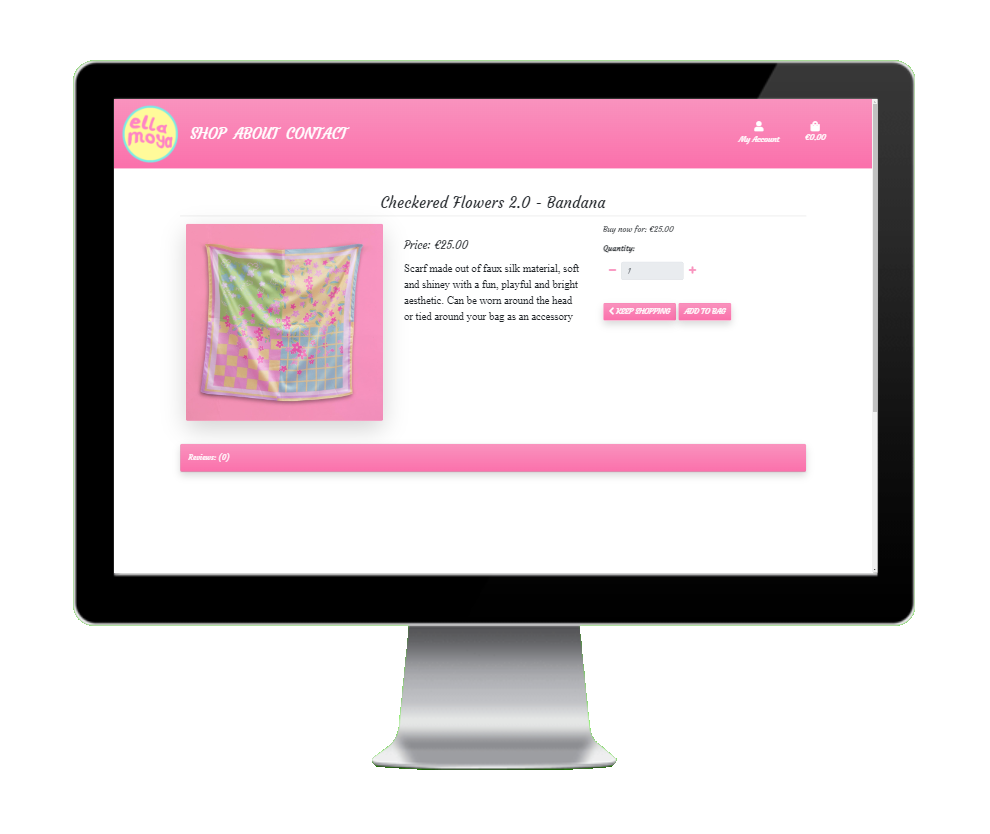 ella
moya
SHOP ABOUT CONTACT
My Account
€0.00
Checkered Flowers 2.0 - Bandana
Price: €25.00
Scarf made out of faux silk material, soft
and shiney with a fun, playful and bright
aesthetic. Can be worn around the head
or tied around your bag as an accessory
Buy now for: €25.00
Quantity:
1
KEEP SHOPPING ADD TO BAG
Reviews: (0)